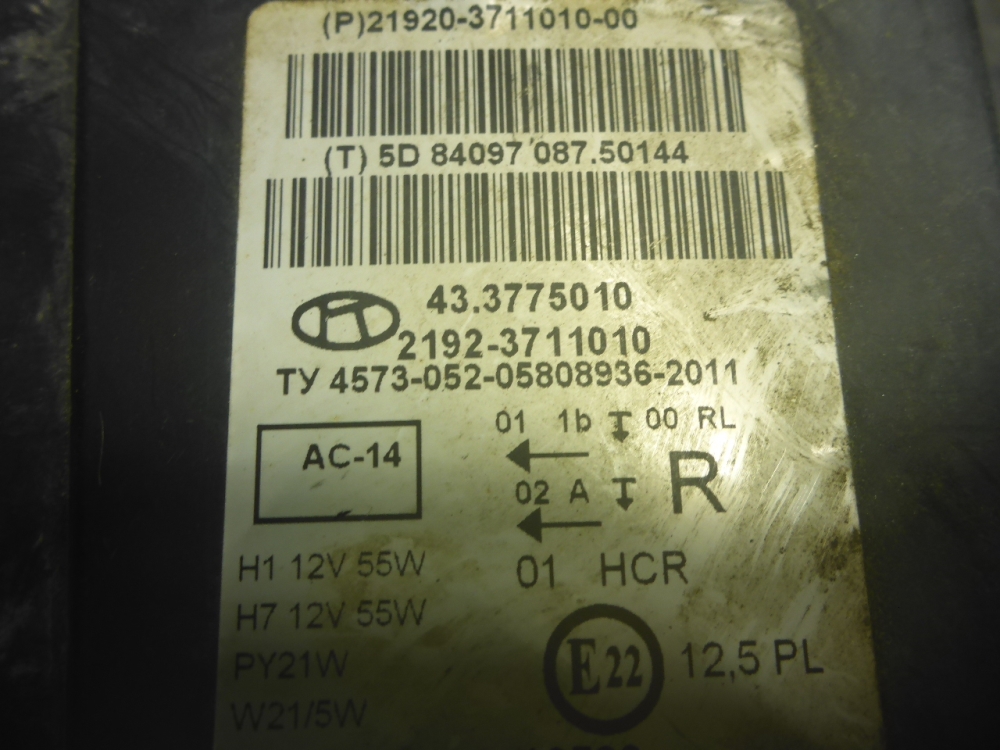 (P)21920-3711010-00
(T) 5D 84097 087.50144
43.3775010
2192-3711010
ТУ 4573-052-05808936-2011
01 1b 00 RL
AC-14
02 A
R
01 HCR
H1 12V 55W
H7 12V 55W
PY21W
W21/5W
E22
12,5 PL